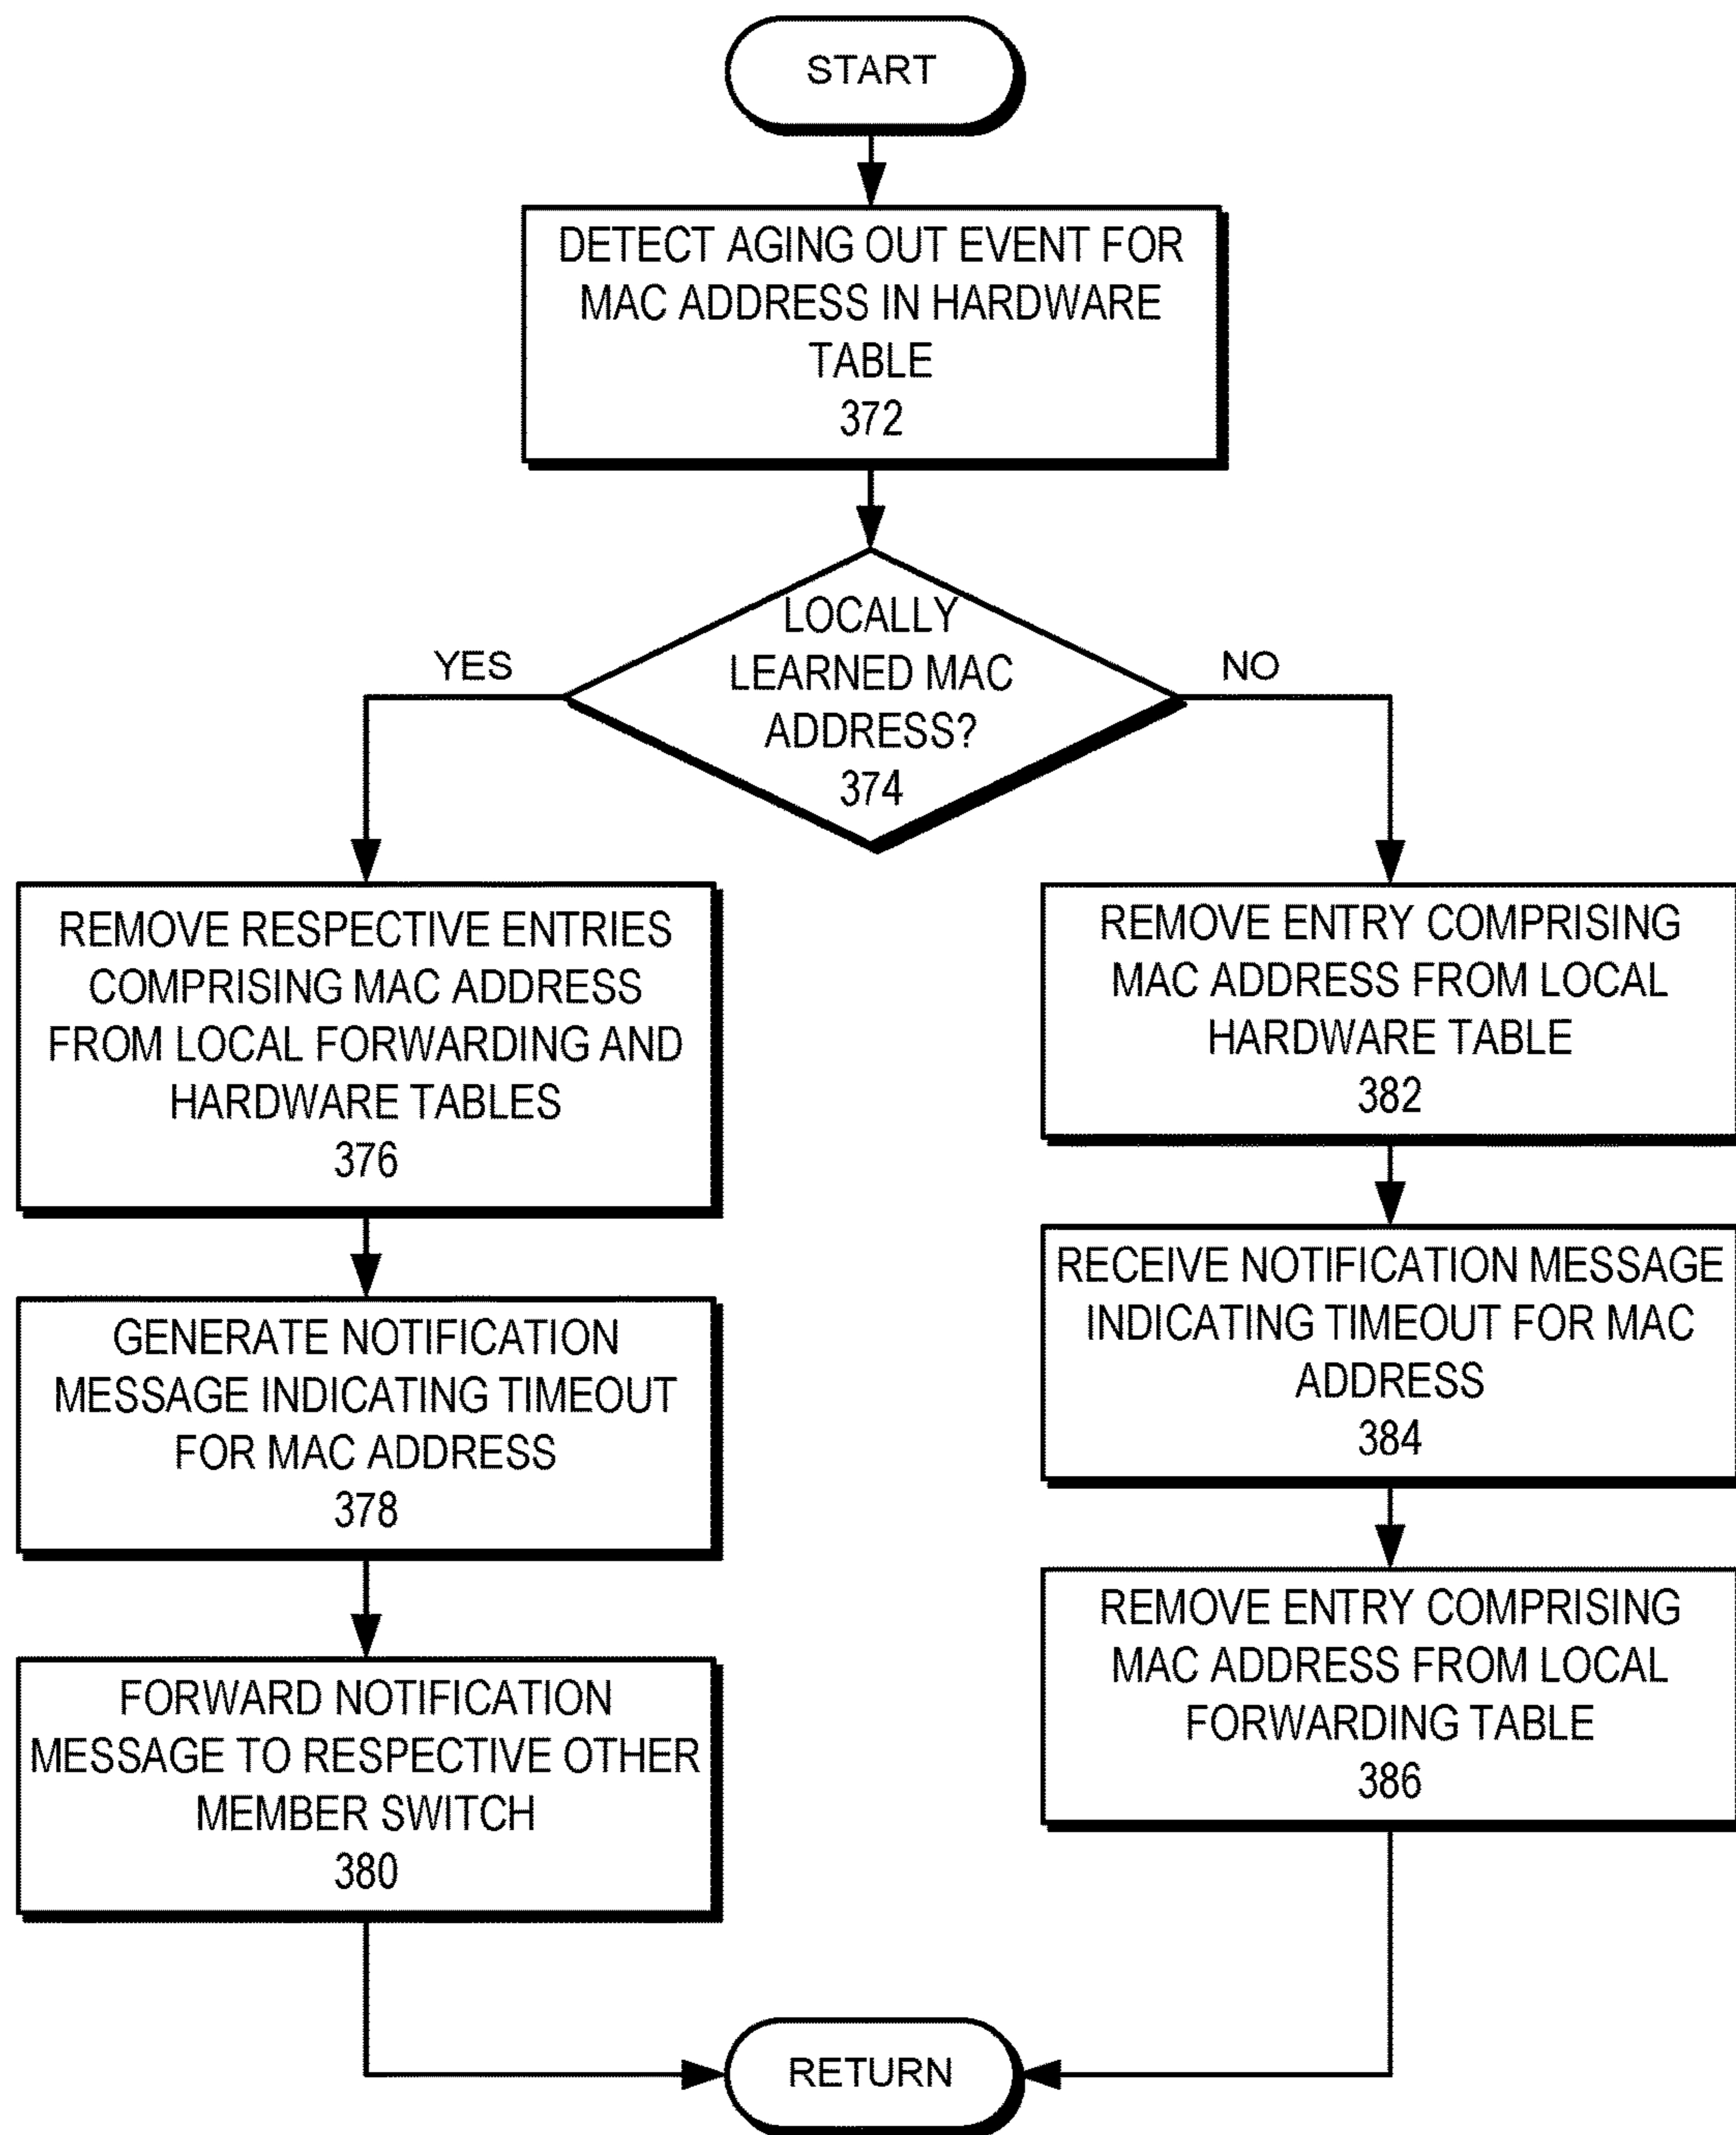 START
DETECT AGING OUT EVENT FOR
MAC ADDRESS IN HARDWARE
TABLE
372
LOCALLY
LEARNED MAC
ADDRESS?
374
YES
NO
REMOVE RESPECTIVE ENTRIES
COMPRISING MAC ADDRESS
FROM LOCAL FORWARDING AND
HARDWARE TABLES
376
GENERATE NOTIFICATION
MESSAGE INDICATING TIMEOUT
FOR MAC ADDRESS
378
FORWARD NOTIFICATION
MESSAGE TO RESPECTIVE OTHER
MEMBER SWITCH
380
REMOVE ENTRY COMPRISING
MAC ADDRESS FROM LOCAL
HARDWARE TABLE
382
RECEIVE NOTIFICATION MESSAGE
INDICATING TIMEOUT FOR MAC
ADDRESS
384
REMOVE ENTRY COMPRISING
MAC ADDRESS FROM LOCAL
FORWARDING TABLE
386
RETURN